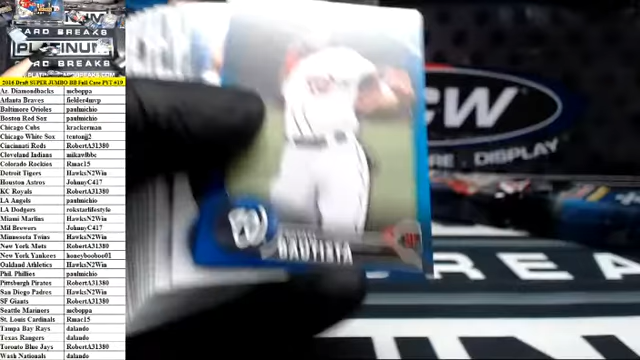 CARD BREAKS
PLATINUM
CARD BREAKS
2016 Draft SUPER JUMBO BB Full Case PYT #19
Az. Diamondbacks mcboppa
Atlanta Braves fielder4mvp
Baltimore Orioles paulmichio
Boston Red Sox paulmichio
Chicago Cubs krackerman
Chicago White Sox tentonjj2
Cincinnati Reds RobertA31380
Cleveland Indians mikavlbbc
Colorado Rockies Rmac15
Detroit Tigers HawksN2Win
Houston Astros JohnnyC417
KC Royals RobertA31380
LA Angels paulmichio
LA Dodgers rokstarlifestyle
Miami Marlins HawksN2Win
Mil Brewers JohnnyC417
Minnesota Twins HawksN2Win
New York Mets RobertA31380
New York Yankees honeybooboo01
Oakland Athletics HawksN2Win
Phil. Phillies paulmichio
Pittsburgh Pirates RobertA31380
San Diego Padres HawksN2Win
SF Giants RobertA31380
Seattle Mariners mcboppa
St. Louis Cardinals Rmac15
Tampa Bay Rays dalando
Texas Rangers dalando
Toronto Blue Jays RobertA31380
Wash Nationals dalando
CW
E - DISPLAY
BAUTISTA
REA